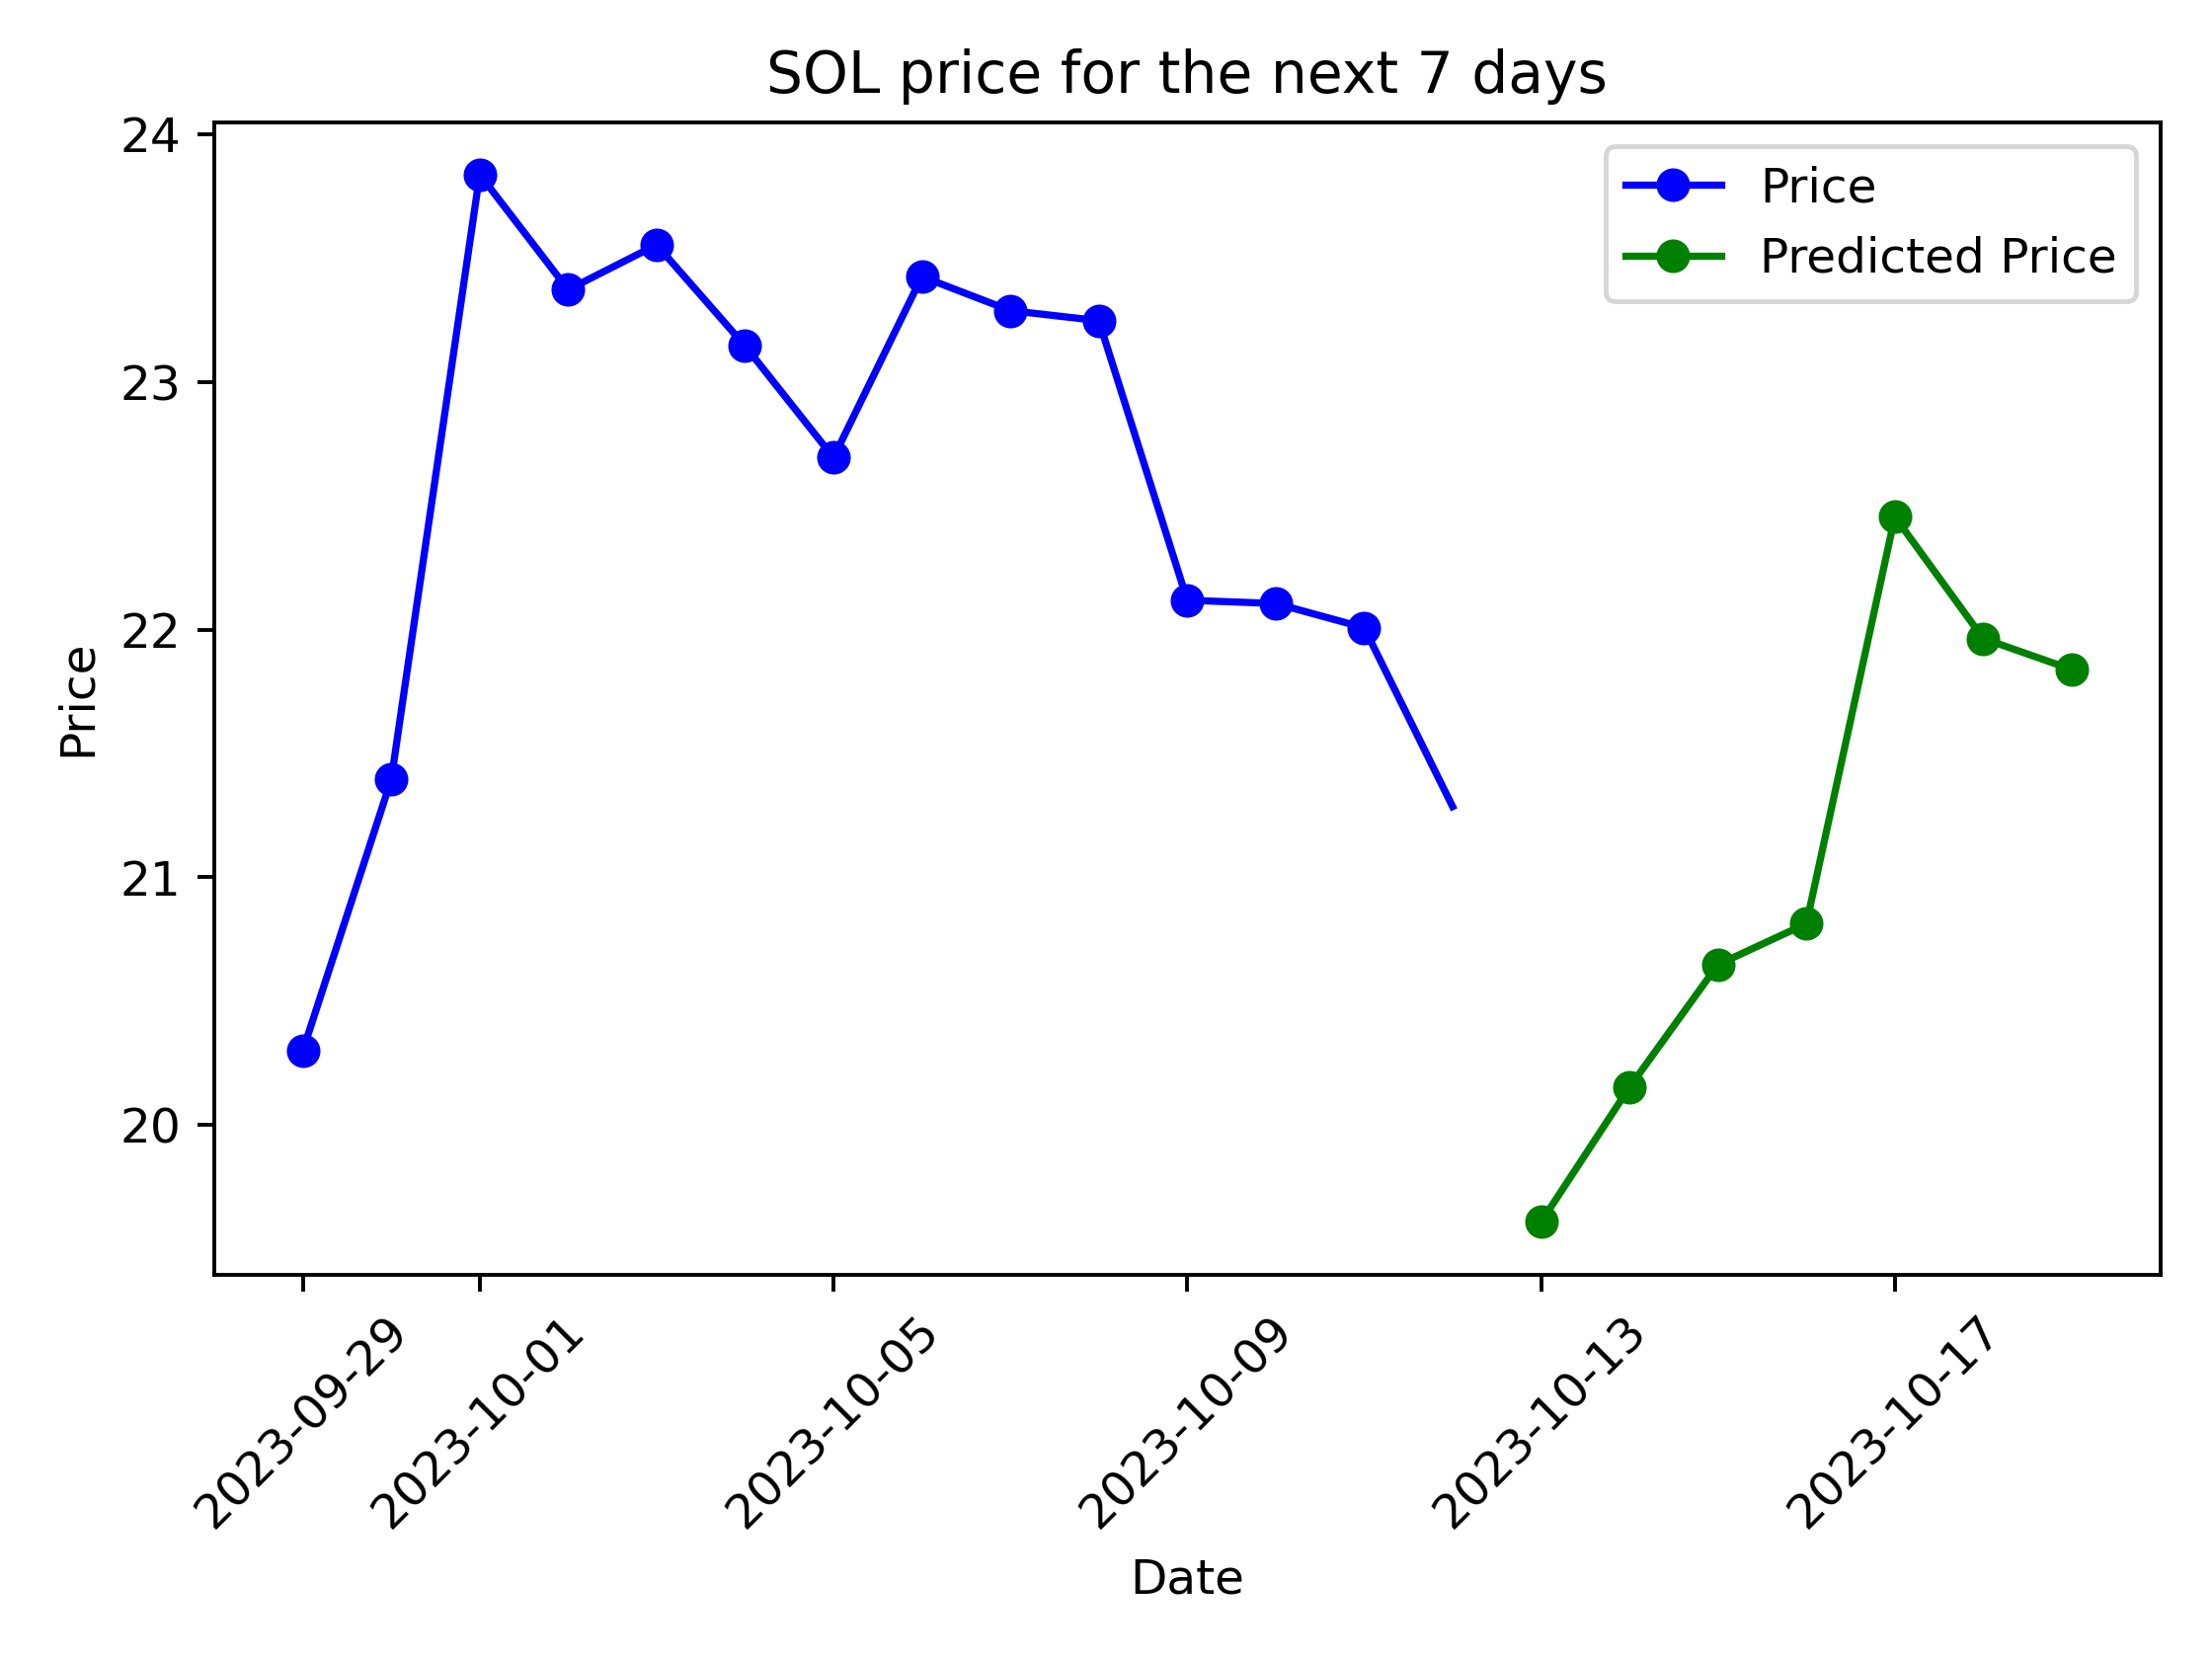 SOL price for the next 7 days
24
23
22
21
20
Price
Price
Predicted Price
2023-09-29
2023-10-01
2023-10-05
2023-10-09
2023-10-13
2023-10-17
Date